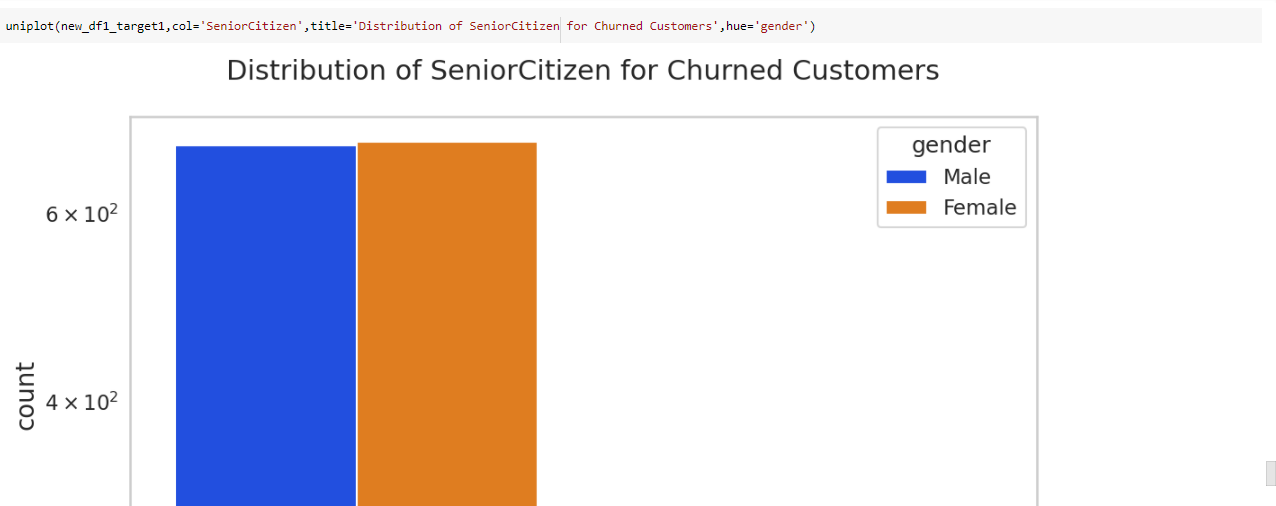 uniplot(new_df1_target1,col='SeniorCitizen',title='Distribution of SeniorCitizen for Churned Customers',hue='gender')
Distribution of SeniorCitizen for Churned Customers
gender
Male
Female
6 × 10²
count
4 × 10²